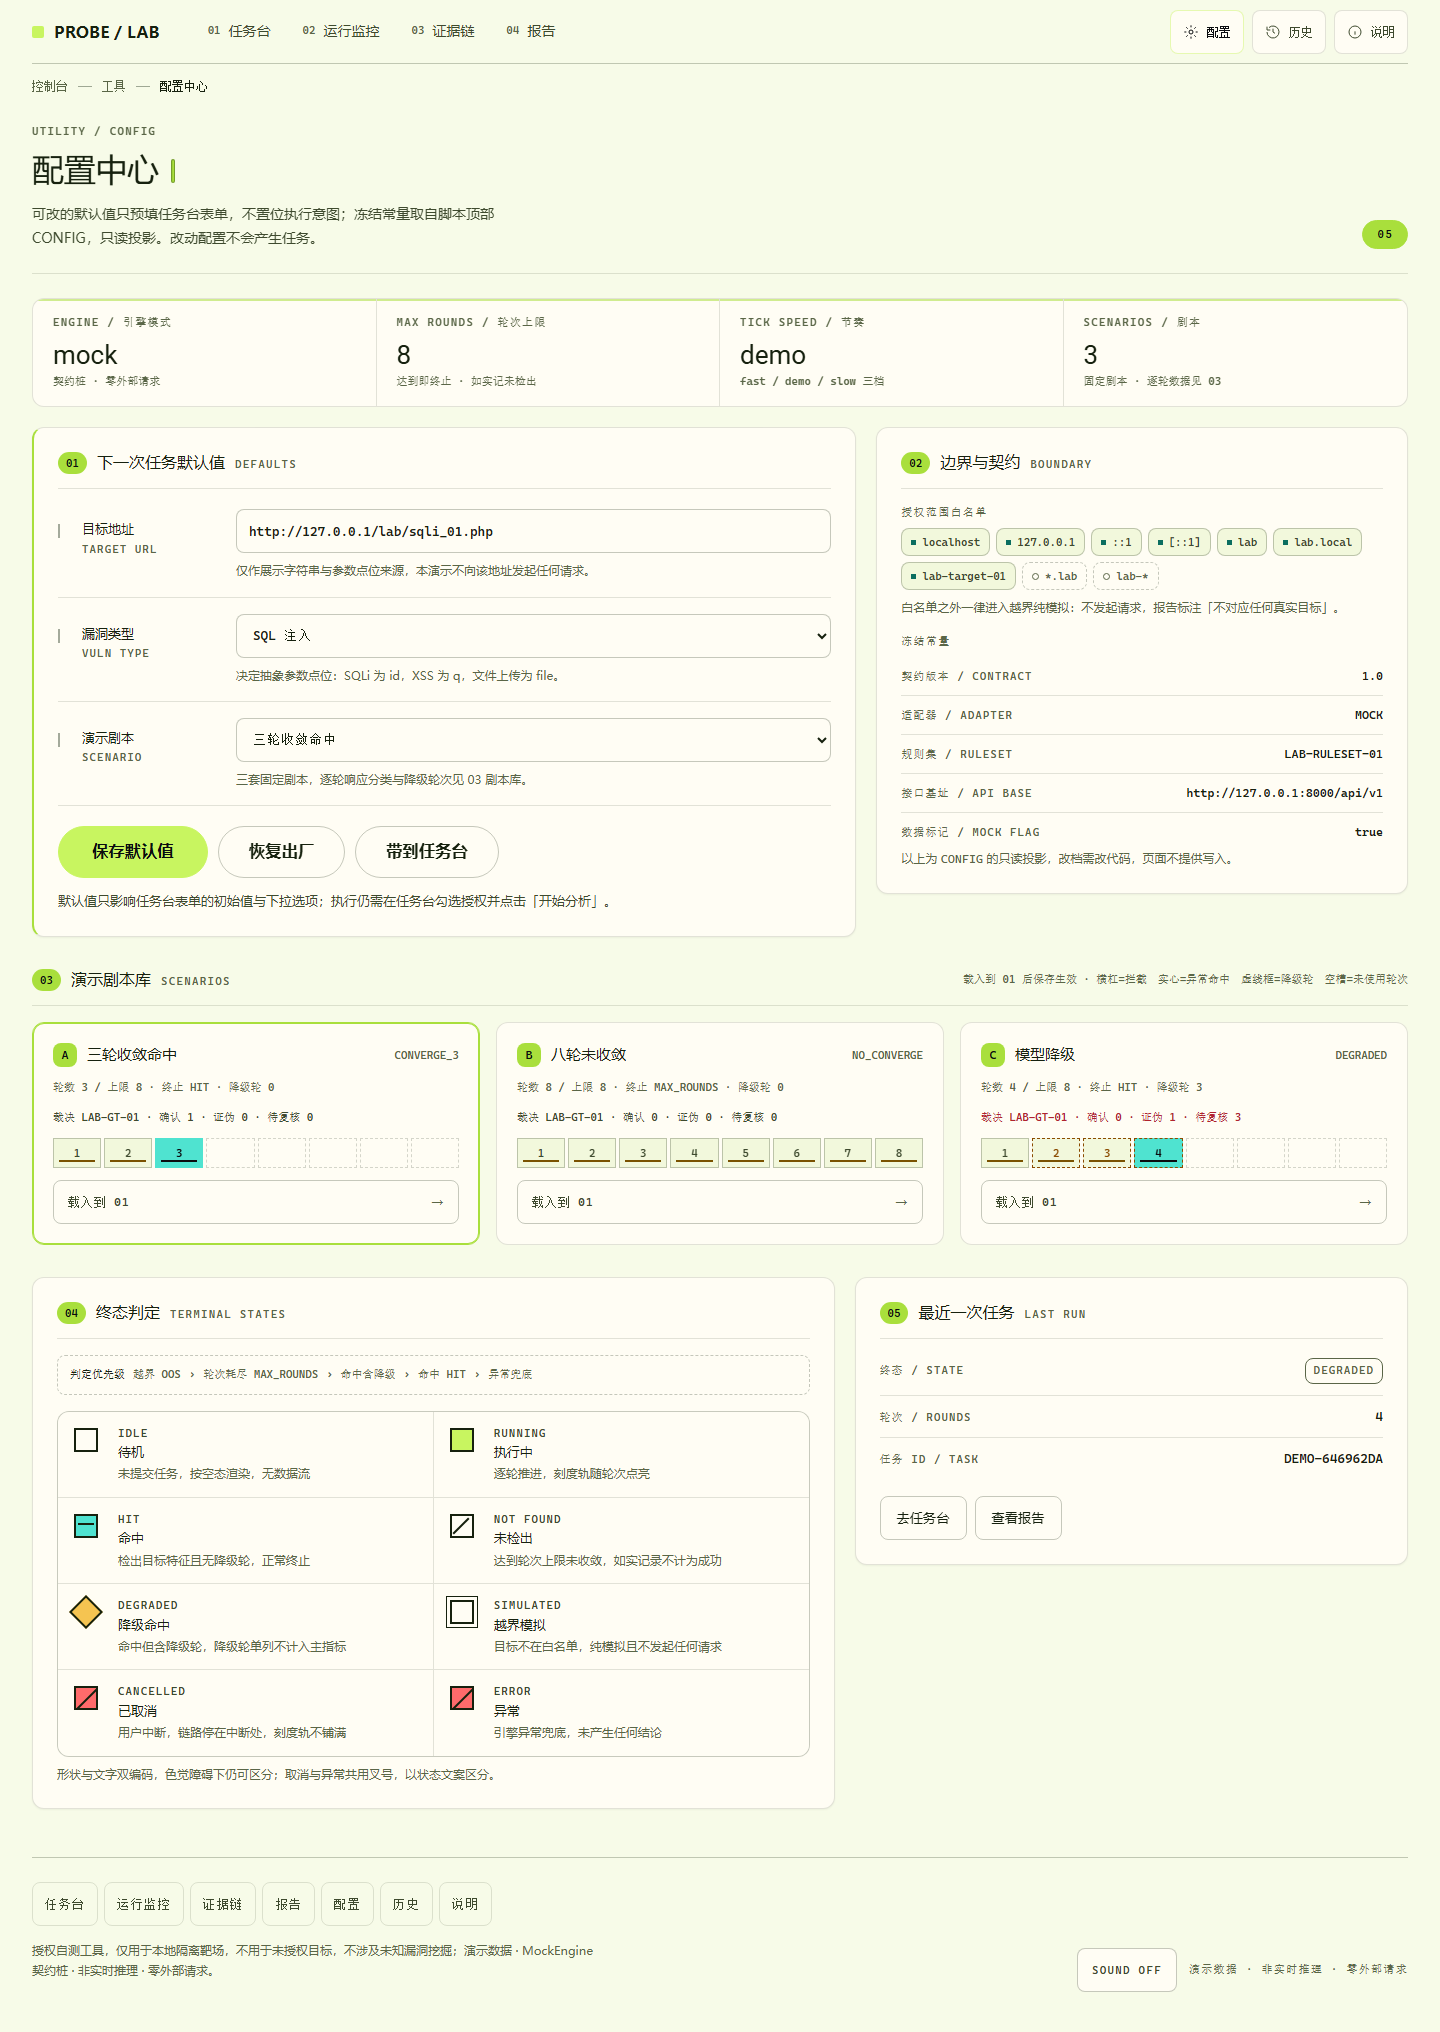 PROBE / LAB
01 任务台
02 运行监控
03 证据链
04 报告
配置
历史
说明
控制台 — 工具 — 配置中心
UTILITY / CONFIG
配置中心
可改的默认值只预填任务台表单，不置位执行意图；冻结常量取自脚本顶部
CONFIG，只读投影。改动配置不会产生任务。
05
ENGINE / 引擎模式
mock
契约桩 · 零外部请求
MAX ROUNDS / 轮次上限
8
达到即终止 · 如实记未检出
TICK SPEED / 节奏
demo
fast / demo / slow 三档
SCENARIOS / 剧本
3
固定剧本 · 逐轮数据见 03
01 下一次任务默认值 DEFAULTS
目标地址
TARGET URL
http://127.0.0.1/lab/sqli_01.php
仅作展示字符串与参数点位来源，本演示不向该地址发起任何请求。
漏洞类型
VULN TYPE
SQL 注入
决定抽象参数点位：SQLi 为 id，XSS 为 q，文件上传为 file。
演示剧本
SCENARIO
三轮收敛命中
三套固定剧本，逐轮响应分类与降级轮次见 03 剧本库。
保存默认值
恢复出厂
带到任务台
默认值只影响任务台表单的初始值与下拉选项；执行仍需在任务台勾选授权并点击「开始分析」。
02 边界与契约 BOUNDARY
授权范围白名单
localhost
127.0.0.1
::1
[::1]
lab
lab.local
lab-target-01
*.lab
lab-*
白名单之外一律进入越界纯模拟：不发起请求，报告标注「不对应任何真实目标」。
冻结常量
契约版本 / CONTRACT 1.0
适配器 / ADAPTER MOCK
规则集 / RULESET LAB-RULESET-01
接口基址 / API BASE http://127.0.0.1:8000/api/v1
数据标记 / MOCK FLAG true
以上为 CONFIG 的只读投影，改档需改代码，页面不提供写入。
03 演示剧本库 SCENARIOS
载入到 01 后保存生效 · 横杠=拦截 实心=异常命中 虚线框=降级轮 空槽=未使用轮次
A 三轮收敛命中 CONVERGE_3
轮数 3 / 上限 8 · 终止 HIT · 降级轮 0
裁决 LAB-GT-01 · 确认 1 · 证伪 0 · 待复核 0
1 2 3
载入到 01 →
B 八轮未收敛 NO_CONVERGE
轮数 8 / 上限 8 · 终止 MAX_ROUNDS · 降级轮 0
裁决 LAB-GT-01 · 确认 0 · 证伪 0 · 待复核 0
1 2 3 4 5 6 7 8
载入到 01 →
C 模型降级 DEGRADED
轮数 4 / 上限 8 · 终止 HIT · 降级轮 3
裁决 LAB-GT-01 · 确认 0 · 证伪 1 · 待复核 3
1 2 3 4
载入到 01 →
04 终态判定 TERMINAL STATES
判定优先级 越界 OOS › 轮次耗尽 MAX_ROUNDS › 命中含降级 › 命中 HIT › 异常兜底
IDLE
待机
未提交任务，按空态渲染，无数据流
RUNNING
执行中
逐轮推进，刻度轨随轮次点亮
HIT
命中
检出目标特征且无降级轮，正常终止
NOT FOUND
未检出
达到轮次上限未收敛，如实记录不计为成功
DEGRADED
降级命中
命中但含降级轮，降级轮单列不计入主指标
SIMULATED
越界模拟
目标不在白名单，纯模拟且不发起任何请求
CANCELLED
已取消
用户中断，链路停在中断处，刻度轨不铺满
ERROR
异常
引擎异常兜底，未产生任何结论
形状与文字双编码，色觉障碍下仍可区分；取消与异常共用叉号，以状态文案区分。
05 最近一次任务 LAST RUN
终态 / STATE DEGRADED
轮次 / ROUNDS 4
任务 ID / TASK DEMO-646962DA
去任务台
查看报告
任务台
运行监控
证据链
报告
配置
历史
说明
授权自测工具，仅用于本地隔离靶场，不用于未授权目标，不涉及未知漏洞挖掘；演示数据 · MockEngine
契约桩 · 非实时推理 · 零外部请求。
SOUND OFF
演示数据 · 非实时推理 · 零外部请求